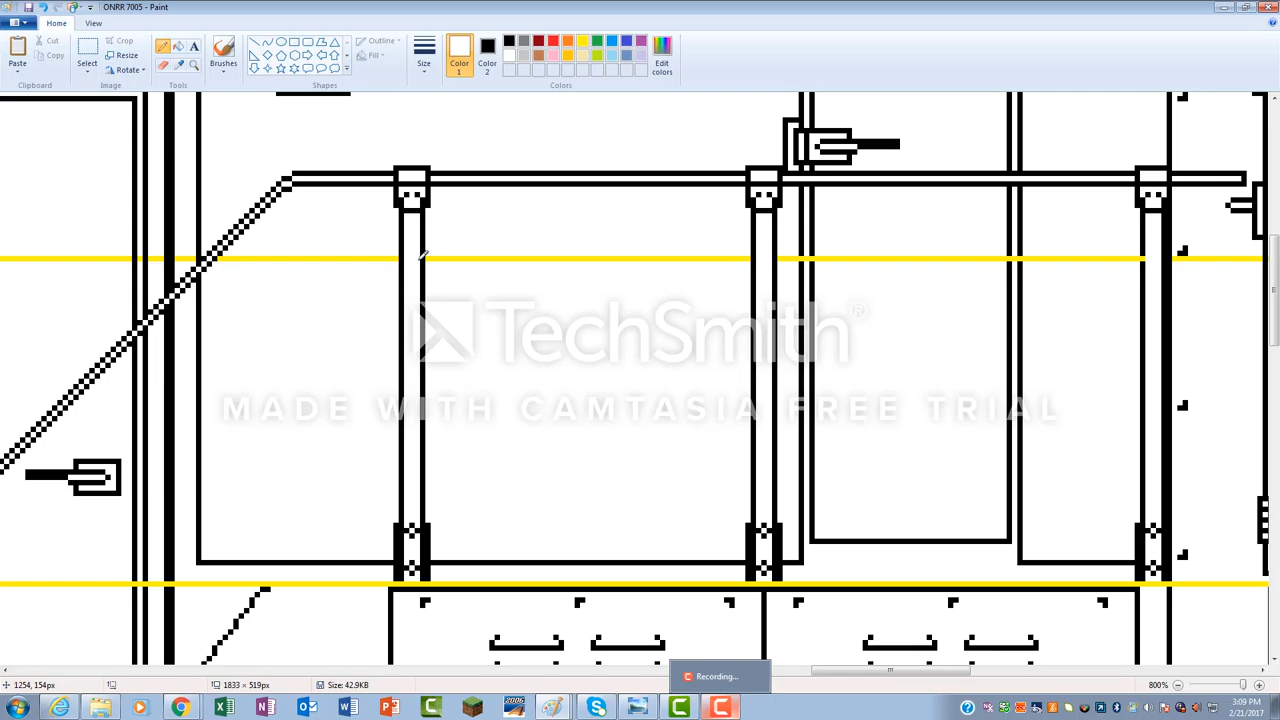 ONRR 7005 - Paint
Home View
Paste
Cut
Copy
Clipboard
Select
Crop
Resize
Rotate
Image
A
Tools
Brushes
Outline
Fill
Shapes
Size
Color 1
Color 2
Edit colors
Colors
TechSmith®
MADE WITH CAMTASIA FREE TRIAL
Recording...
1254, 154px
1833 × 519px
Size: 42.9KB
800%
2006
3:09 PM
2/21/2017